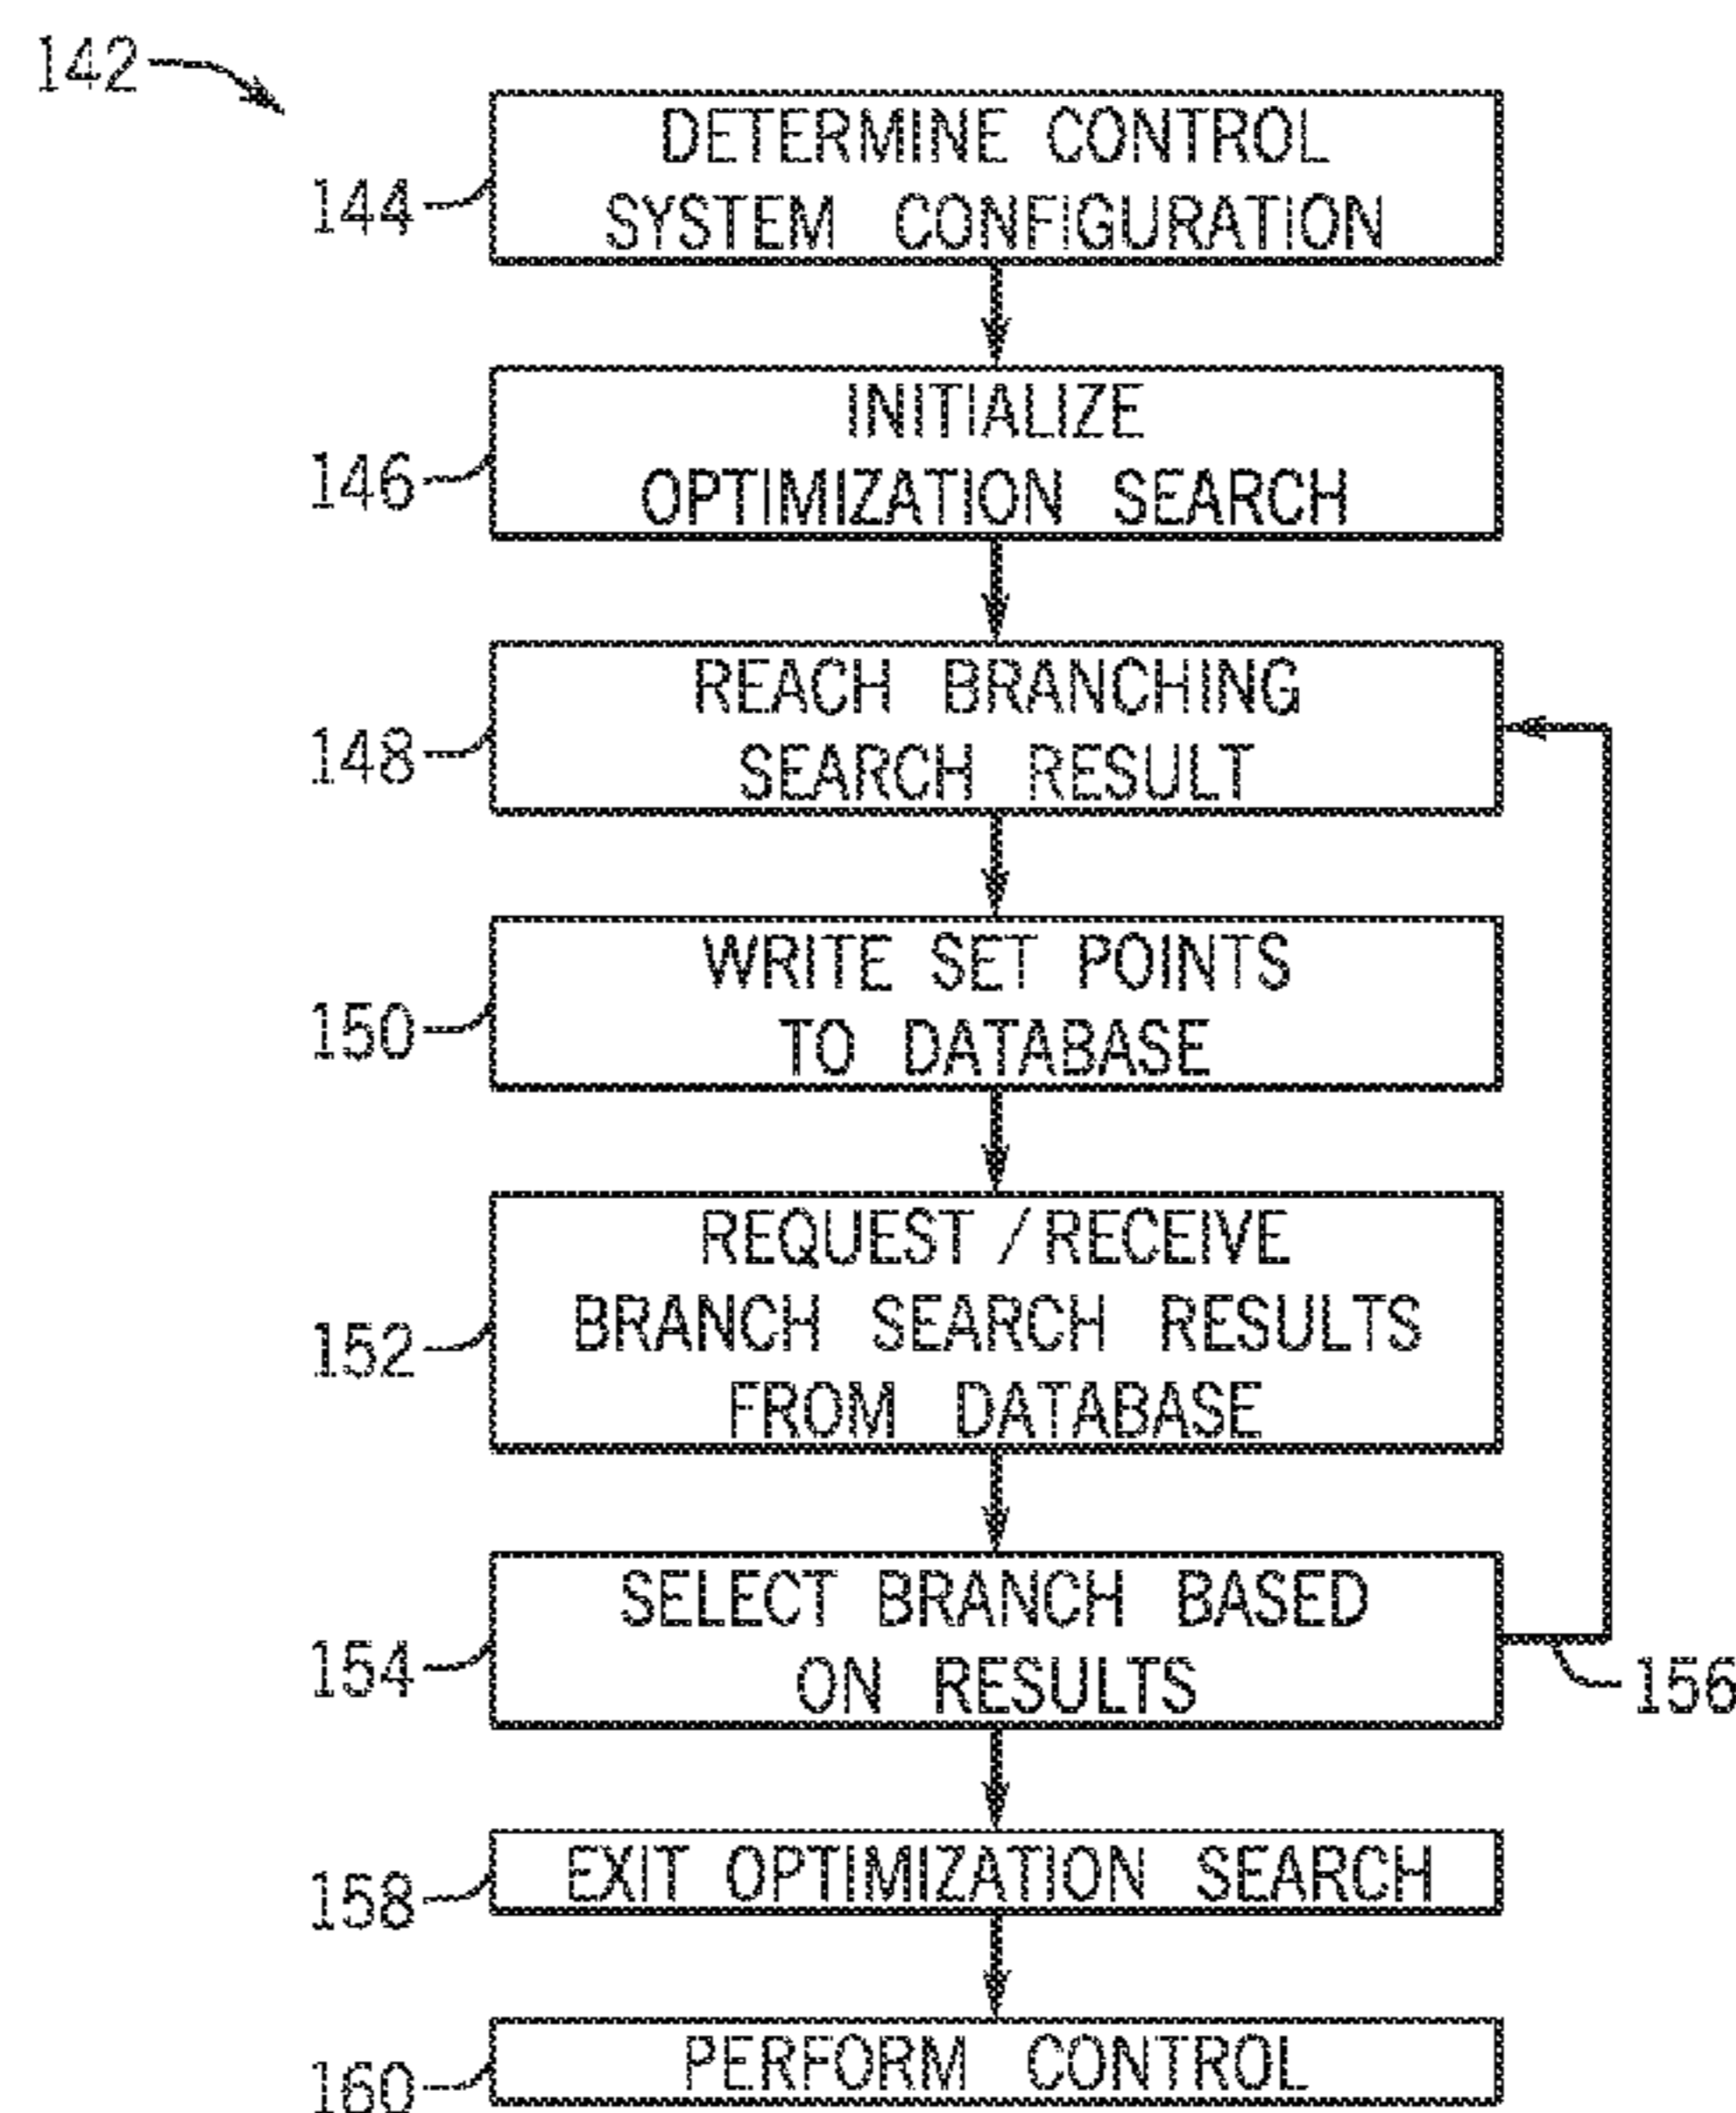 142
DETERMINE CONTROL
SYSTEM CONFIGURATION
144
INITIALIZE
OPTIMIZATION SEARCH
146
REACH BRANCHING
SEARCH RESULT
148
WRITE SET POINTS
TO DATABASE
150
REQUEST/RECEIVE
BRANCH SEARCH RESULTS
FROM DATABASE
152
SELECT BRANCH BASED
ON RESULTS
154
156
EXIT OPTIMIZATION SEARCH
158
PERFORM CONTROL
160